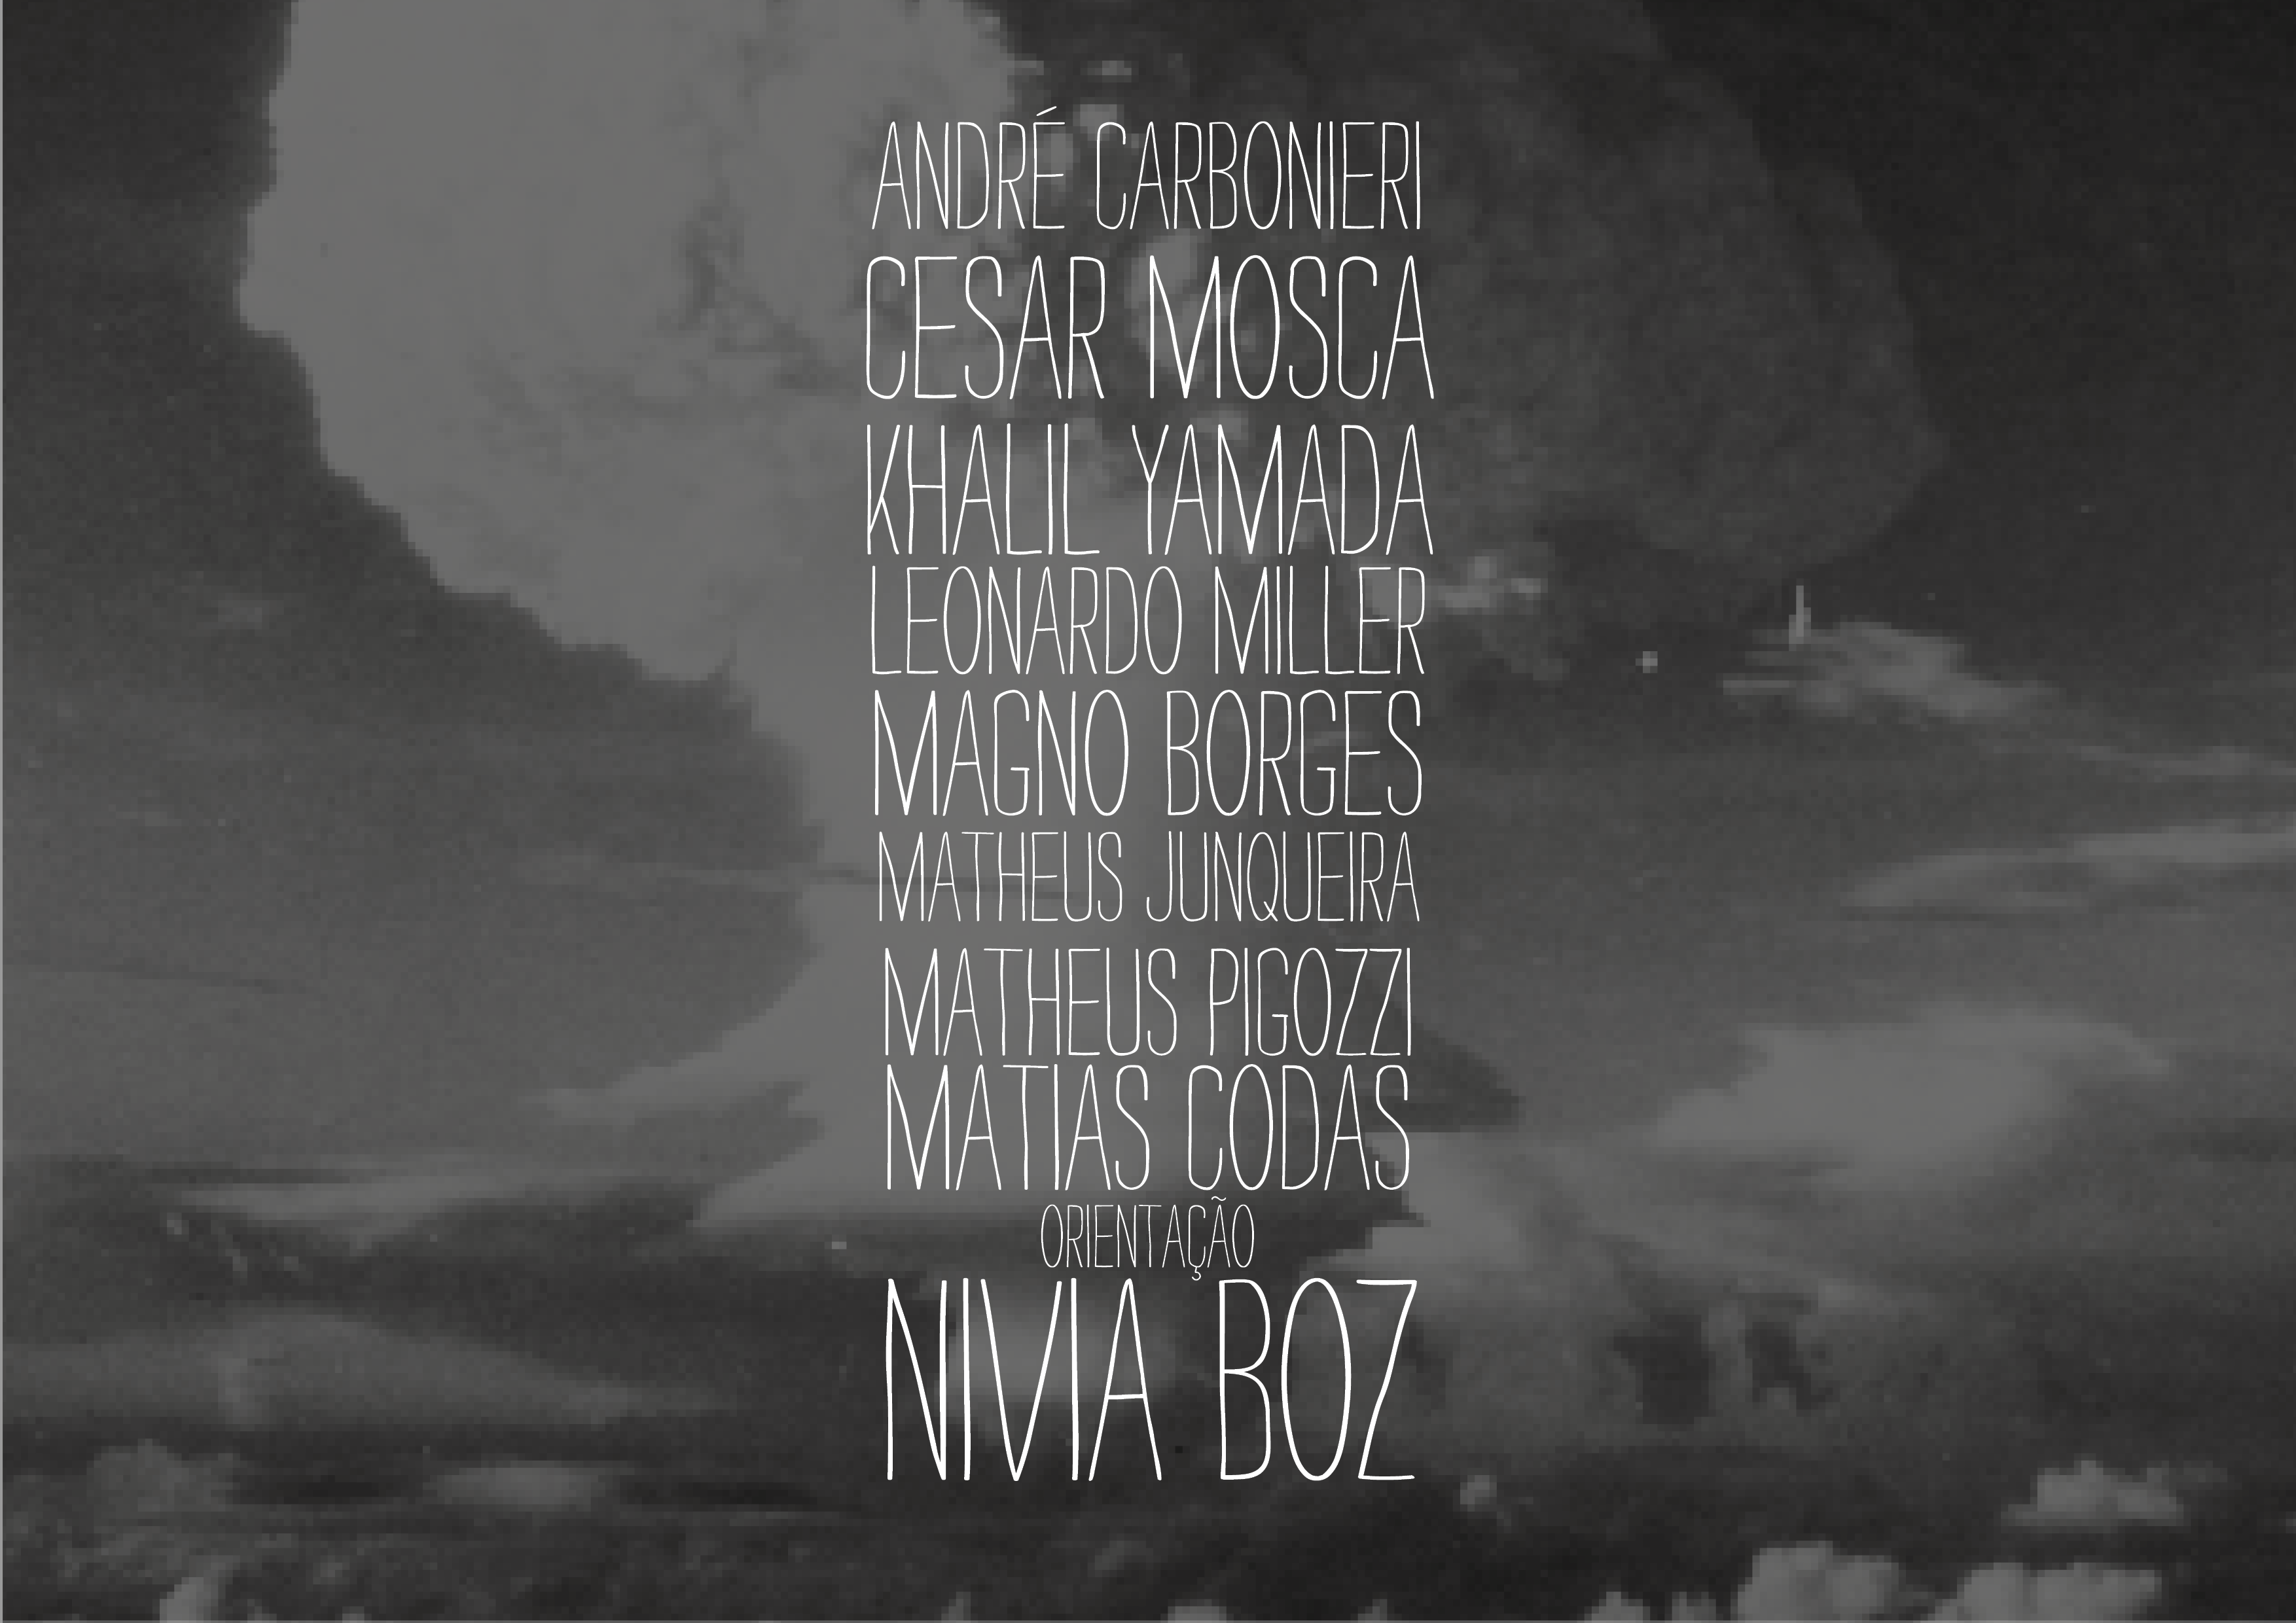 ANDRÉ CARBONIERI
CESAR MOSCA
KHALIL YAMADA
LEONARDO MILLER
MAGNO BORGES
MATHEUS JUNQUEIRA
MATHEUS PIGOZZI
MATIAS CODAS
ORIENTAÇÃO
NIVIA BOZ